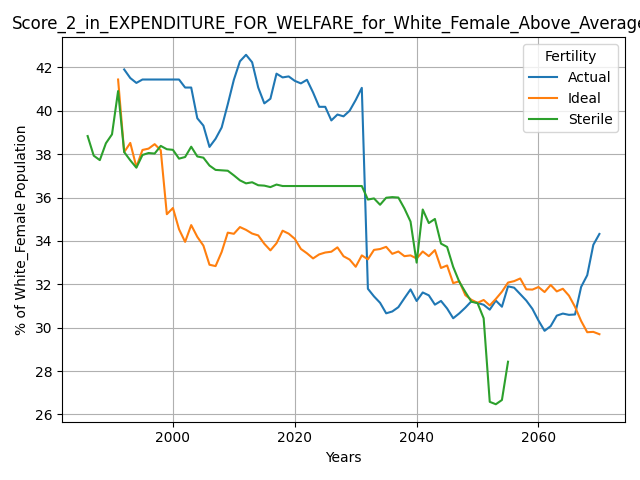 Score_2_in_EXPENDITURE_FOR_WELFARE_for_White_Female_Above_Average
Fertility
Actual
Ideal
Sterile
42
40
38
36
34
32
30
28
26
% of White_Female Population
2000 2020 2040 2060
Years